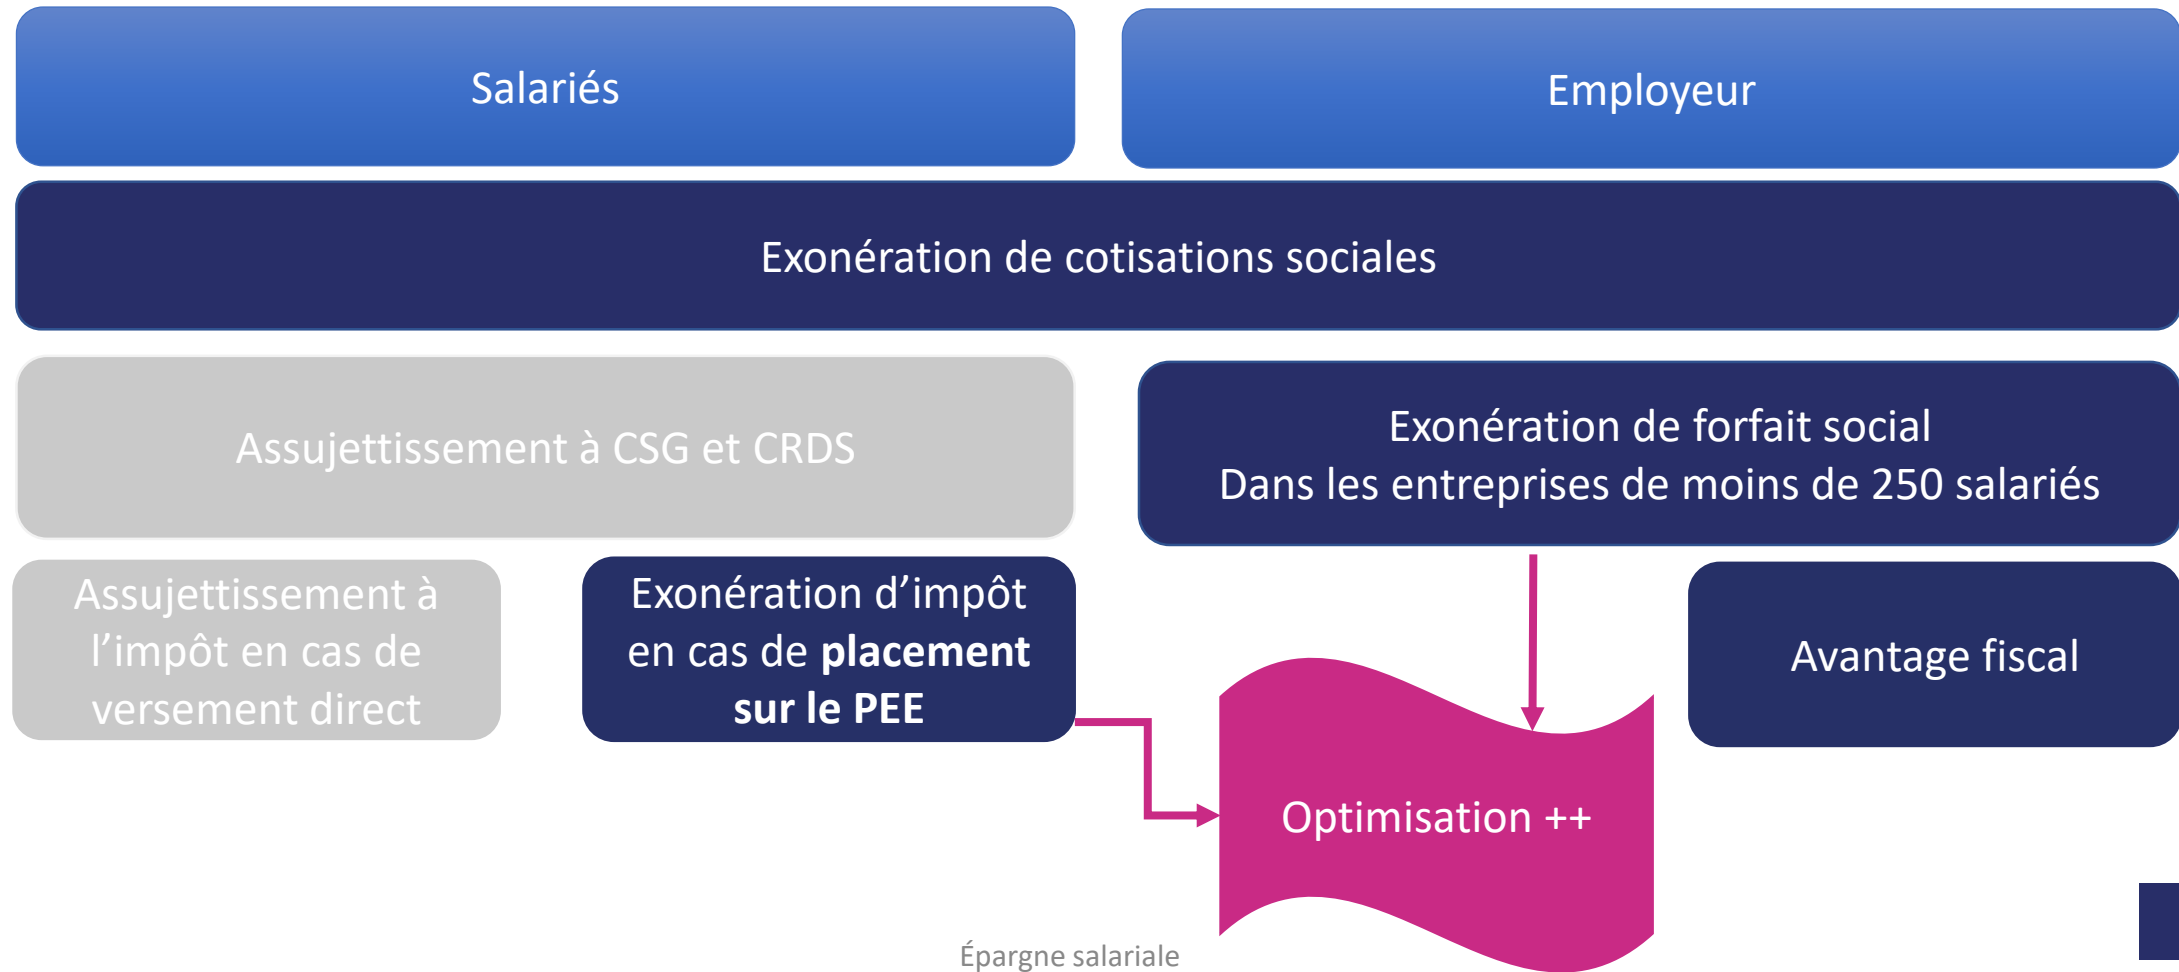 Salariés
Employeur
Exonération de cotisations sociales
Assujettissement à CSG et CRDS
Exonération de forfait social
Dans les entreprises de moins de 250 salariés
Assujettissement à
l’impôt en cas de
versement direct
Exonération d’impôt
en cas de placement
sur le PEE
Avantage fiscal
Optimisation ++
Épargne salariale